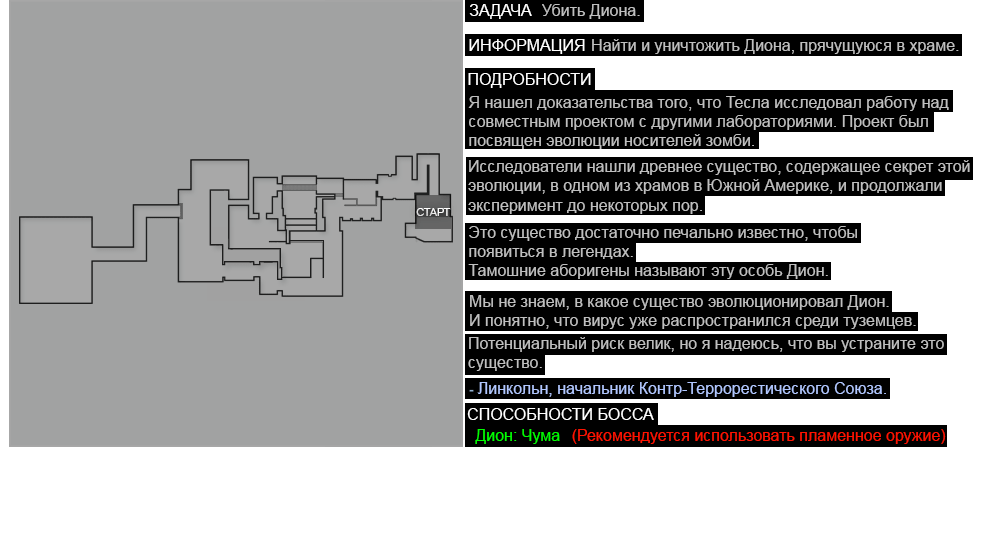 ЗАДАЧА Убить Диона.
ИНФОРМАЦИЯ Найти и уничтожить Диона, прячущуюся в храме.
ПОДРОБНОСТИ
Я нашел доказательства того, что Тесла исследовал работу над
совместным проектом с другими лабораториями. Проект был
посвящен эволюции носителей зомби.
Исследователи нашли древнее существо, содержащее секрет этой
эволюции, в одном из храмов в Южной Америке, и продолжали
эксперимент до некоторых пор.
СТАРТ
Это существо достаточно печально известно, чтобы
появиться в легендах.
Тамошние аборигены называют эту особь Дион.
Мы не знаем, в какое существо эволюционировал Дион.
И понятно, что вирус уже распространился среди туземцев.
Потенциальный риск велик, но я надеюсь, что вы устраните это
существо.
- Линкольн, начальник Контр-Террорестического Союза.
СПОСОБНОСТИ БОССА
Дион: Чума (Рекомендуется использовать пламенное оружие)